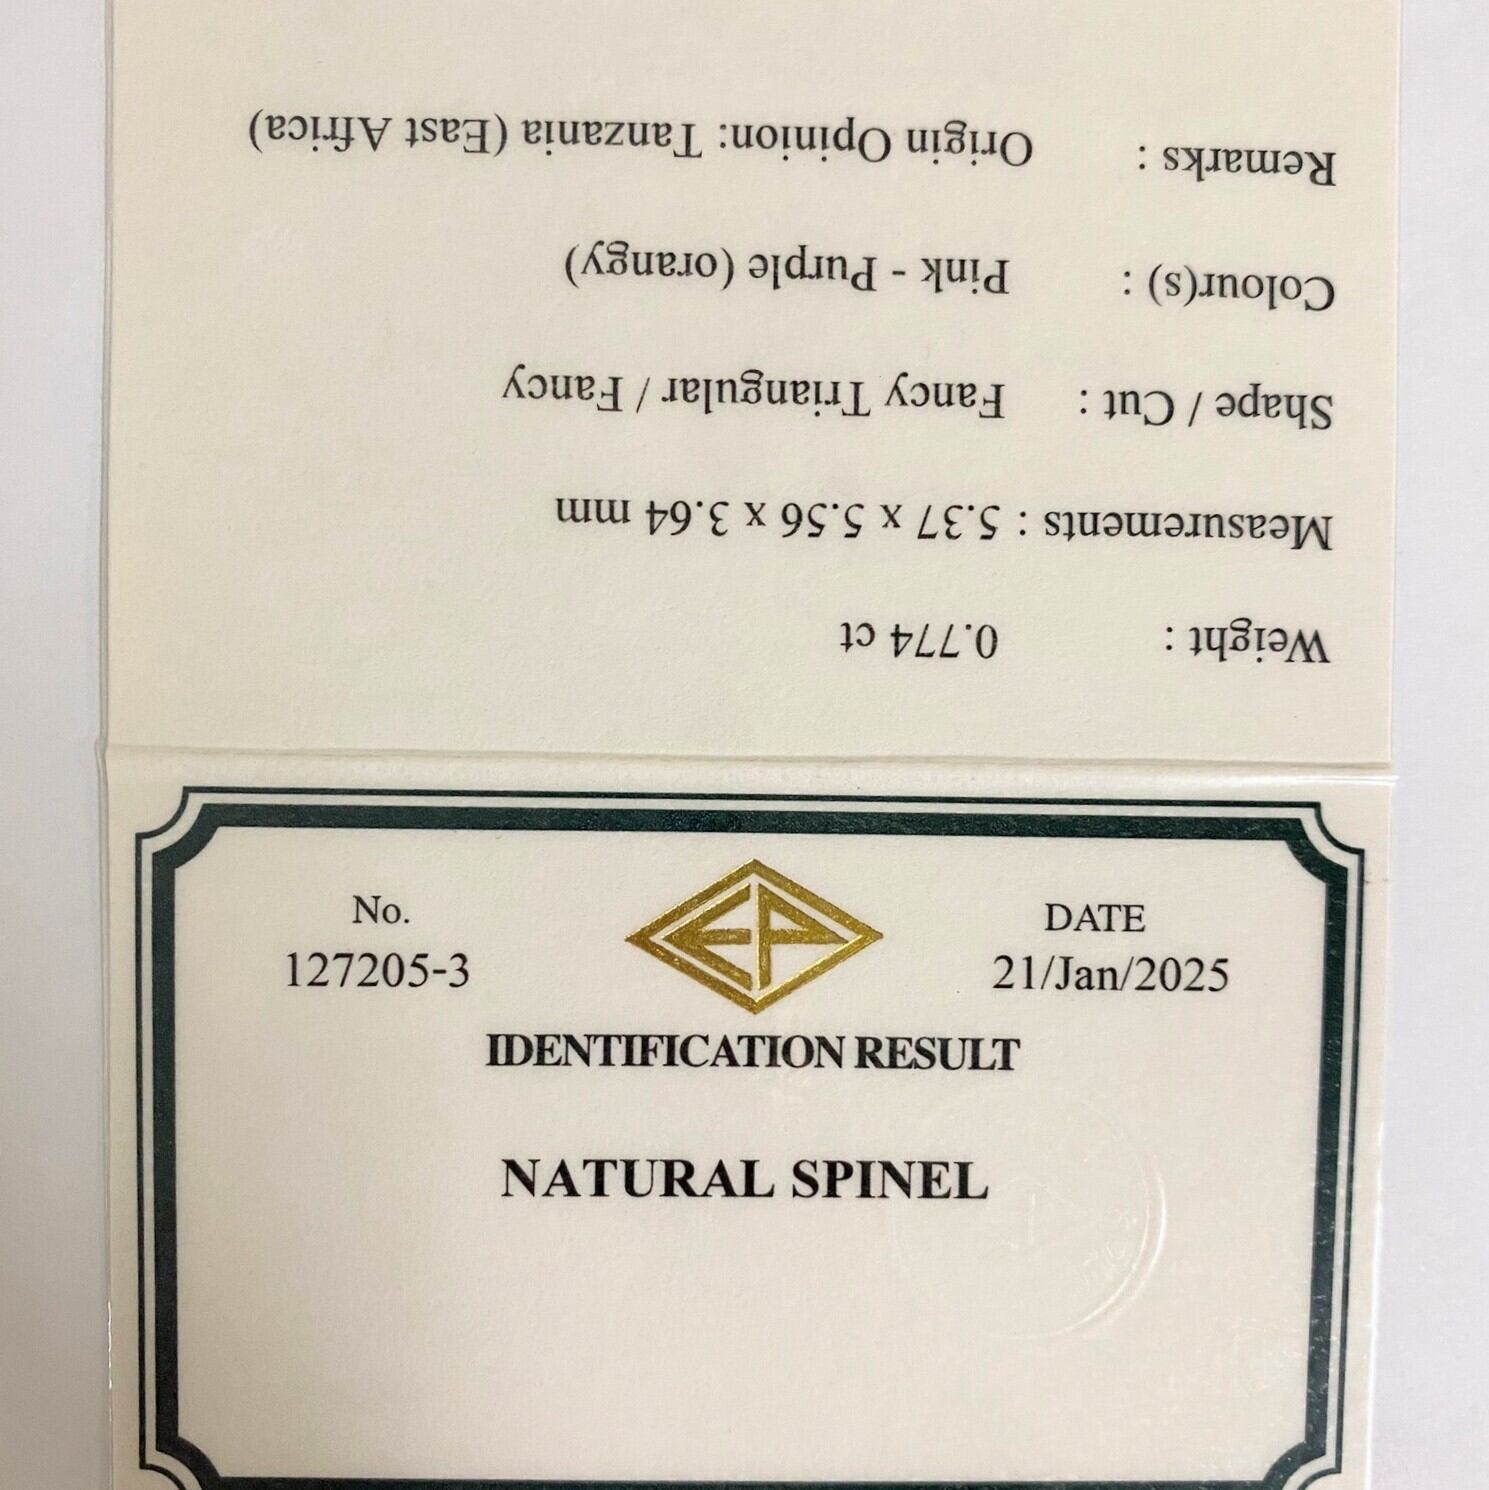 Weight : 0.774 ct
Measurements : 5.37 x 5.56 x 3.64 mm
Shape / Cut : Fancy Triangular / Fancy
Colour(s) : Pink - Purple (orangy)
Remarks : Origin Opinion: Tanzania (East Africa)
No.
127205-3
EP
DATE
21/Jan/2025
IDENTIFICATION RESULT
NATURAL SPINEL